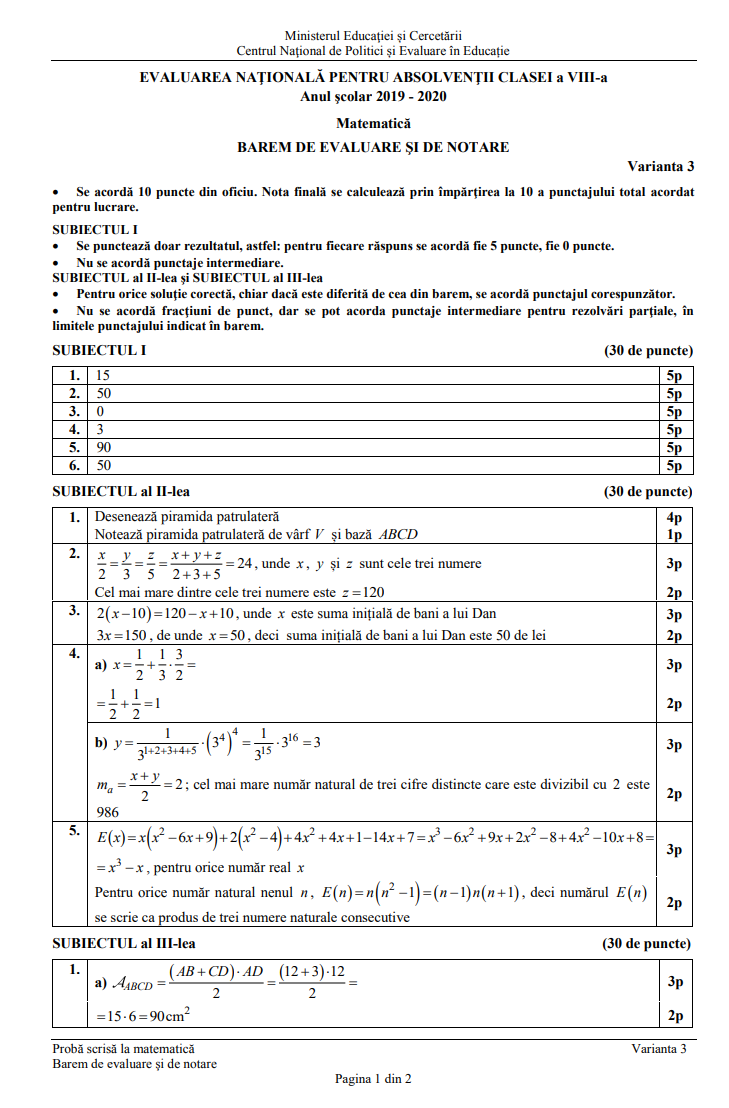 Ministerul Educaţiei și Cercetării
Centrul Naţional de Politici și Evaluare în Educație
EVALUAREA NAŢIONALĂ PENTRU ABSOLVENŢII CLASEI a VIII-a
Anul şcolar 2019 - 2020
Matematică
BAREM DE EVALUARE ŞI DE NOTARE
Varianta 3
• Se acordă 10 puncte din oficiu. Nota finală se calculează prin împărţirea la 10 a punctajului total acordat
pentru lucrare.
SUBIECTUL I
• Se punctează doar rezultatul, astfel: pentru fiecare răspuns se acordă fie 5 puncte, fie 0 puncte.
• Nu se acordă punctaje intermediare.
SUBIECTUL al II-lea şi SUBIECTUL al III-lea
• Pentru orice soluţie corectă, chiar dacă este diferită de cea din barem, se acordă punctajul corespunzător.
• Nu se acordă fracţiuni de punct, dar se pot acorda punctaje intermediare pentru rezolvări parţiale, în
limitele punctajului indicat în barem.
SUBIECTUL I (30 de puncte)
1. 15 5p
2. 50 5p
3. 0 5p
4. 3 5p
5. 90 5p
6. 50 5p
SUBIECTUL al II-lea (30 de puncte)
1. Desenează piramida patrulateră 4p
Notează piramida patrulateră de vârf V și bază ABCD 1p
2. x/2 = y/3 = z/5 = (x+y+z)/(2+3+5) = 24, unde x, y și z sunt cele trei numere 3p
Cel mai mare dintre cele trei numere este z = 120 2p
3. 2(x−10) = 120 − x + 10, unde x este suma inițială de bani a lui Dan 3p
3x = 150, de unde x = 50, deci suma inițială de bani a lui Dan este 50 de lei 2p
4. a) x = 1/2 + 1/3 · 3/2 = 3p
= 1/2 + 1/2 = 1 2p
b) y = 1/3^(1+2+3+4+5) · (3^4)^4 = 1/3^15 · 3^16 = 3 3p
m_a = (x+y)/2 = 2; cel mai mare număr natural de trei cifre distincte care este divizibil cu 2 este
986 2p
5. E(x) = x(x² − 6x + 9) + 2(x² − 4) + 4x² + 4x + 1 − 14x + 7 = x³ − 6x² + 9x + 2x² − 8 + 4x² − 10x + 8 =
= x³ − x, pentru orice număr real x 3p
Pentru orice număr natural nenul n, E(n) = n(n² − 1) = (n−1)n(n+1), deci numărul E(n)
se scrie ca produs de trei numere naturale consecutive 2p
SUBIECTUL al III-lea (30 de puncte)
1. a) 𝒜_ABCD = (AB + CD)·AD/2 = (12 + 3)·12/2 = 3p
= 15 · 6 = 90 cm² 2p
Probă scrisă la matematică Varianta 3
Barem de evaluare şi de notare
Pagina 1 din 2